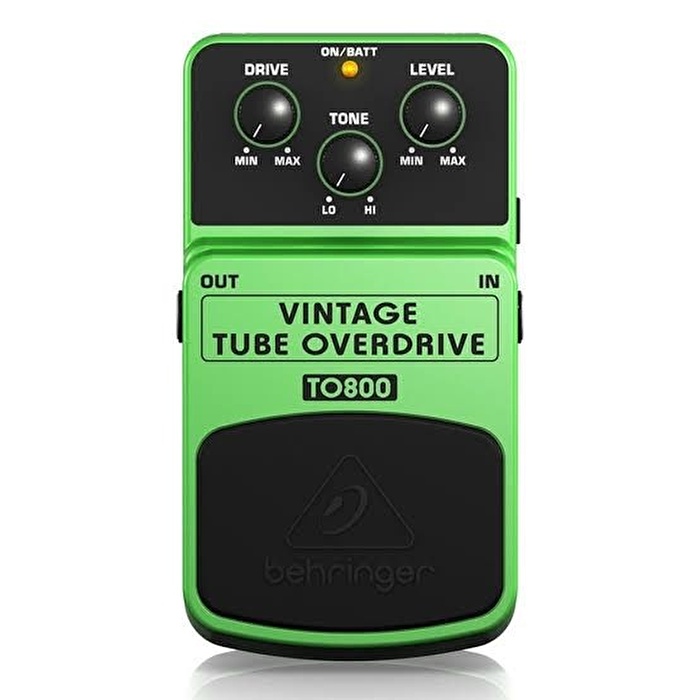 ON/BATT
DRIVE
LEVEL
TONE
MIN MAX
MIN MAX
LO HI
OUT
IN
VINTAGE
TUBE OVERDRIVE
TO800
behringer